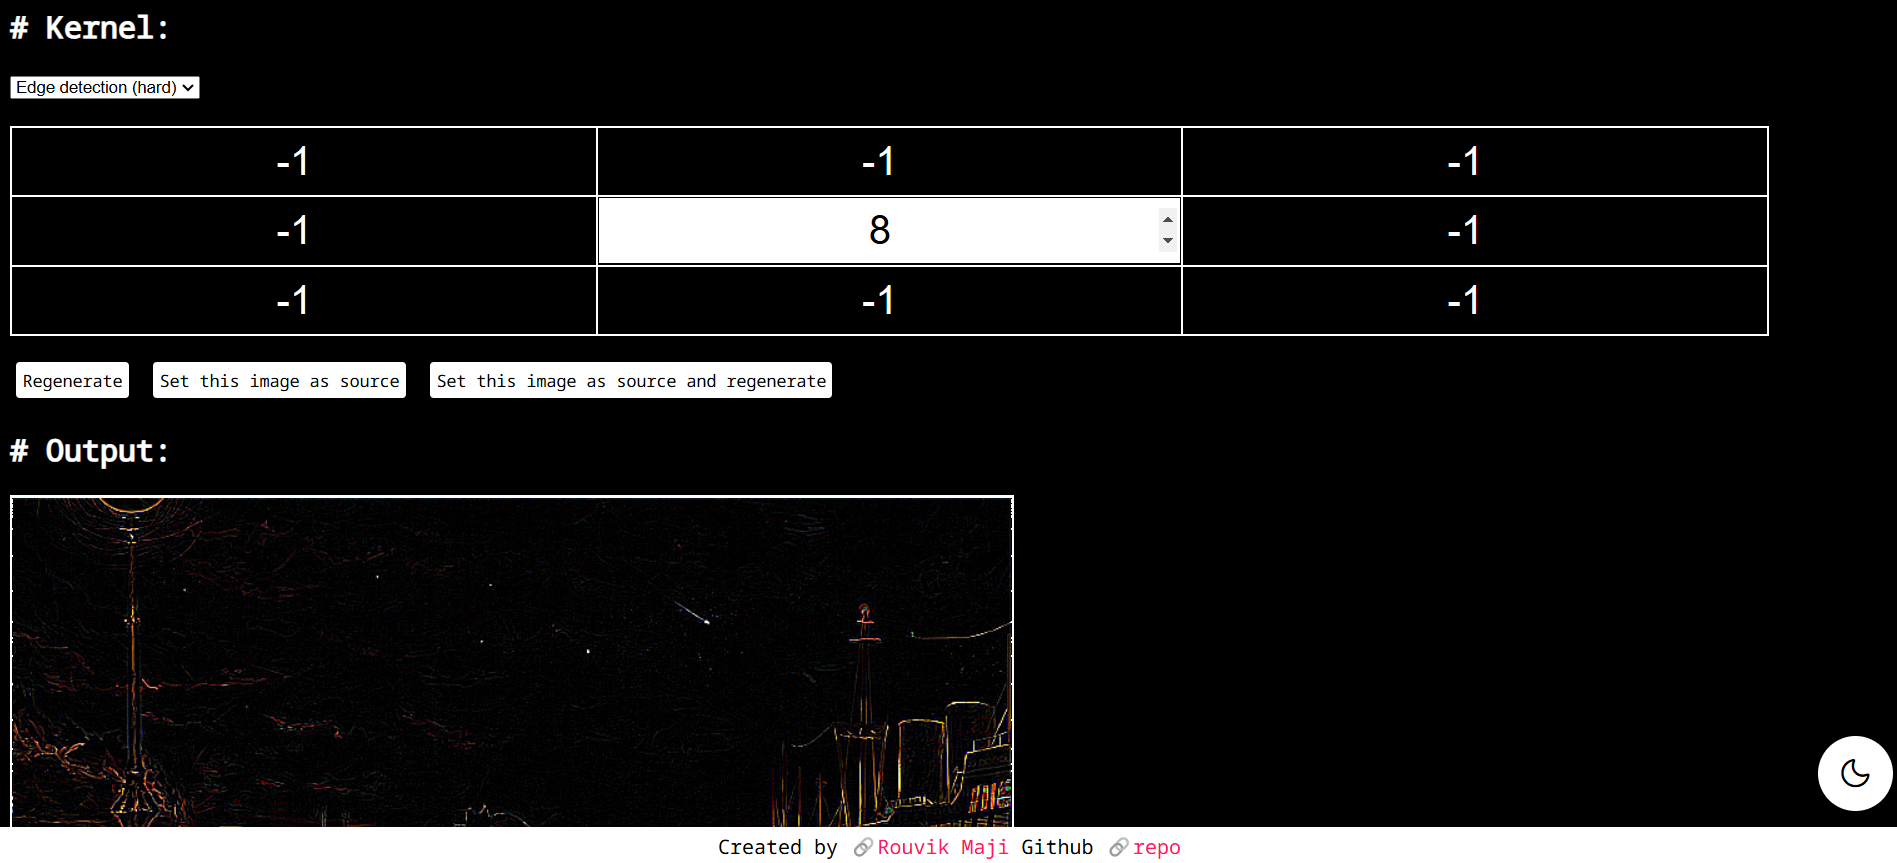 # Kernel:
Edge detection (hard)
-1 -1 -1
-1 8 -1
-1 -1 -1
Regenerate Set this image as source Set this image as source and regenerate
# Output:
Created by 🔗Rouvik Maji Github 🔗repo